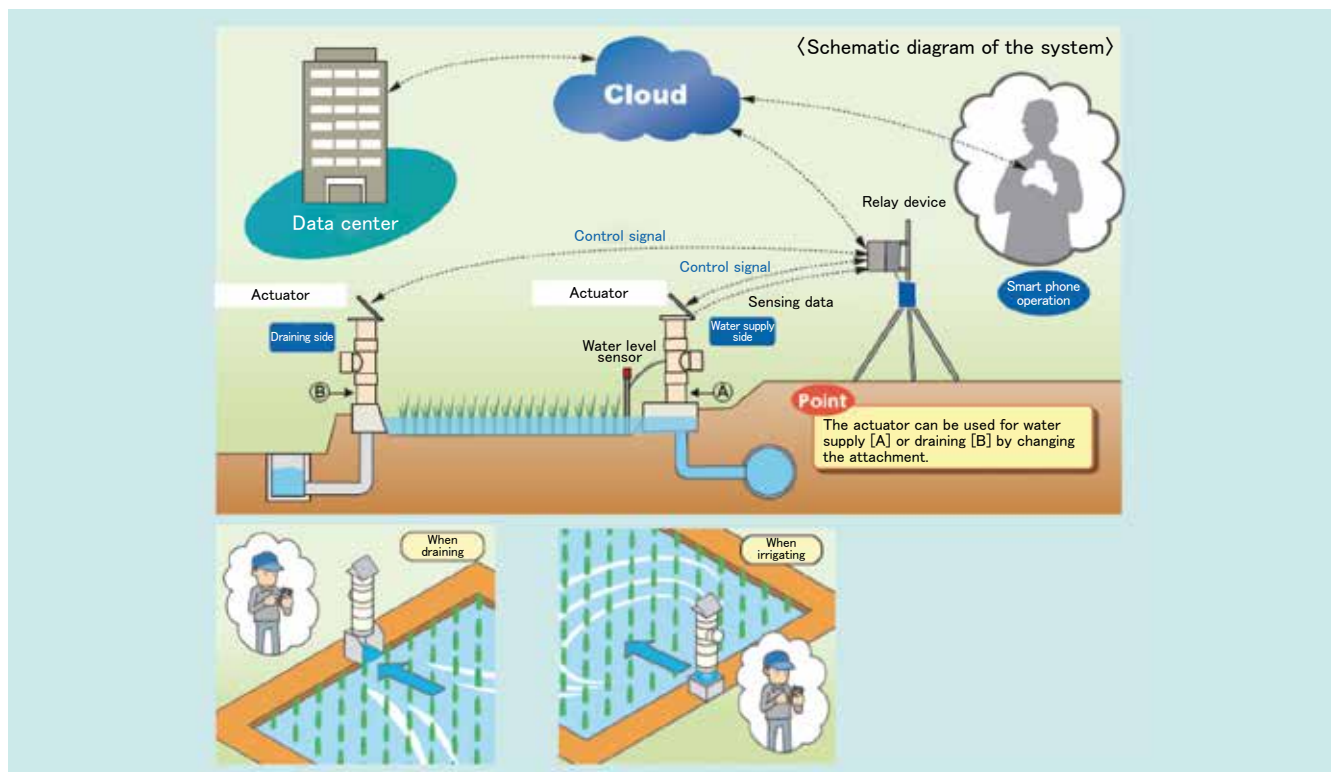 〈Schematic diagram of the system〉
Cloud
Data center
Relay device
Control signal
Control signal
Actuator
Actuator
Sensing data
Smart phone
operation
Draining side
Water supply
side
Water level
sensor
B
A
Point
The actuator can be used for water
supply [A] or draining [B] by changing
the attachment.
When
draining
When
irrigating